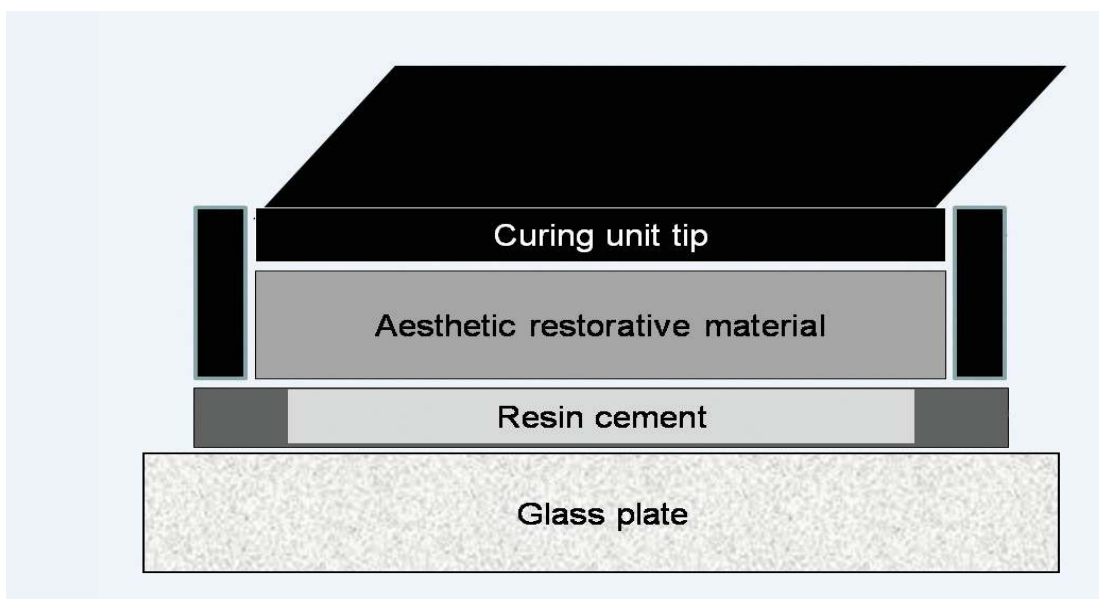 Curing unit tip
Aesthetic restorative material
Resin cement
Glass plate